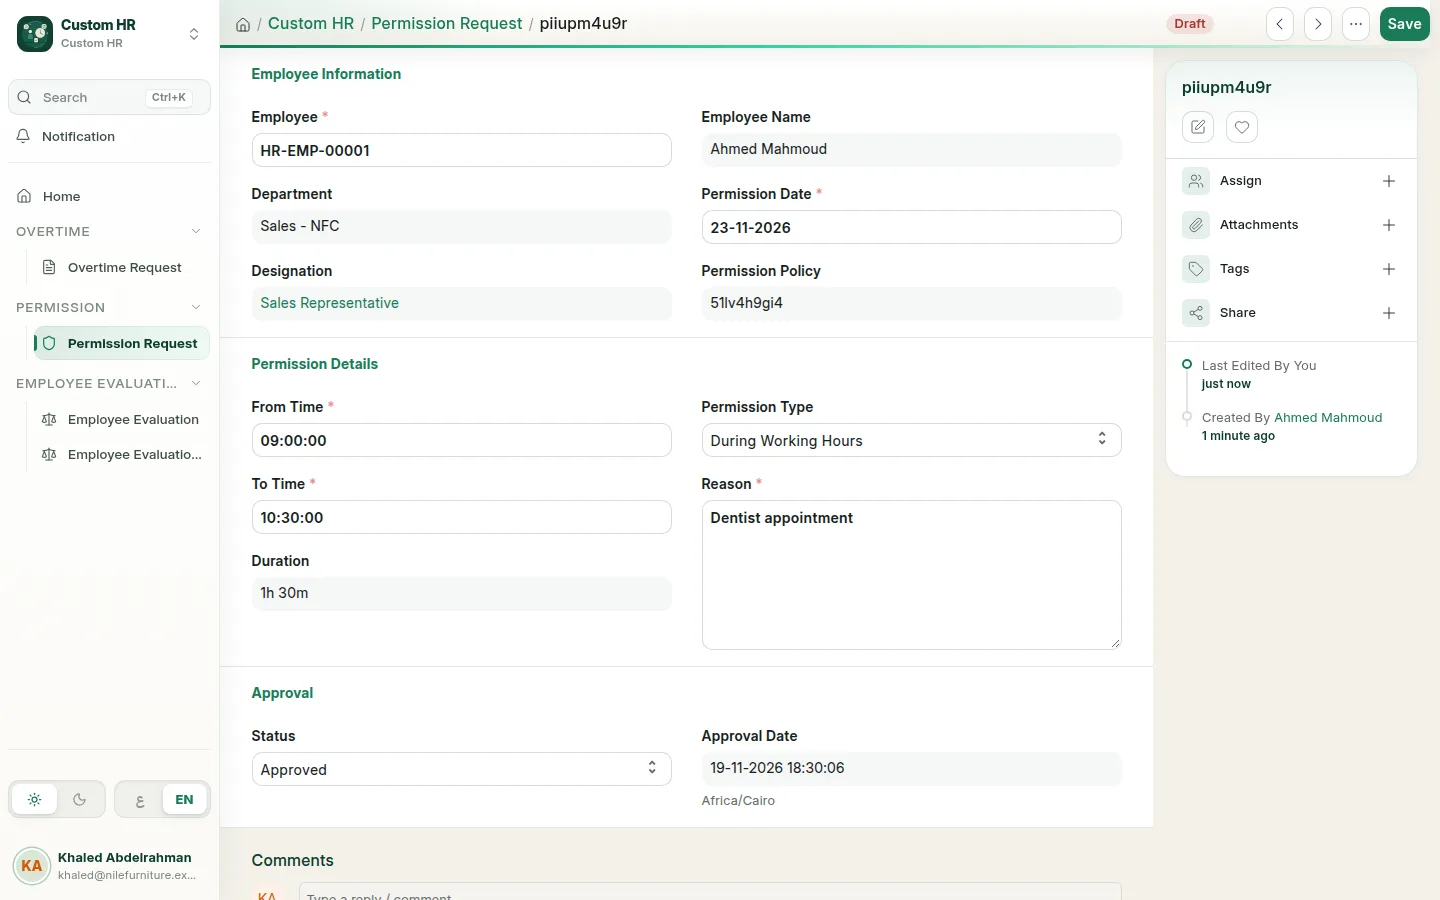 Custom HR
Custom HR
Search
Ctrl+K
Notification
Home
OVERTIME
Overtime Request
PERMISSION
Permission Request
EMPLOYEE EVALUATI...
Employee Evaluation
Employee Evaluatio...
ع
EN
KA
Khaled Abdelrahman
khaled@nilefurniture.ex...
/ Custom HR / Permission Request / piiupm4u9r
Draft
Save
Employee Information
Employee *
HR-EMP-00001
Employee Name
Ahmed Mahmoud
Department
Sales - NFC
Permission Date *
23-11-2026
Designation
Sales Representative
Permission Policy
51lv4h9gi4
Permission Details
From Time *
09:00:00
Permission Type
During Working Hours
To Time *
10:30:00
Reason *
Dentist appointment
Duration
1h 30m
Approval
Status
Approved
Approval Date
19-11-2026 18:30:06
Africa/Cairo
Comments
KA
Type a reply / comment
piiupm4u9r
Assign
Attachments
Tags
Share
Last Edited By You
just now
Created By Ahmed Mahmoud
1 minute ago